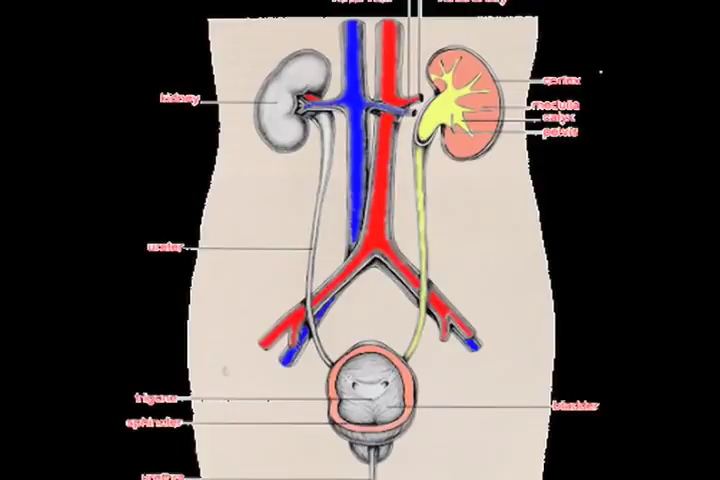 cortex
kidney
medulla
calyx
pelvis
ureter
trigone
bladder
sphincter